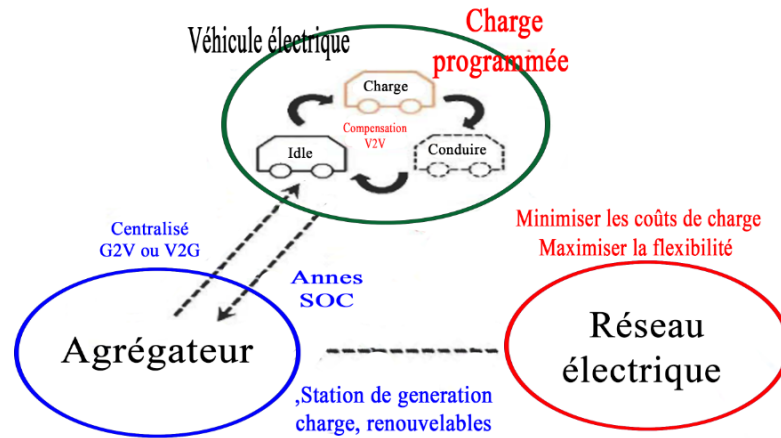 Véhicule électrique
Charge
programmée
Charge
Compensation
V2V
Idle
Conduire
Centralisé
G2V ou V2G
Annes
SOC
Minimiser les coûts de charge
Maximiser la flexibilité
Agrégateur
Réseau
électrique
,Station de generation
charge, renouvelables